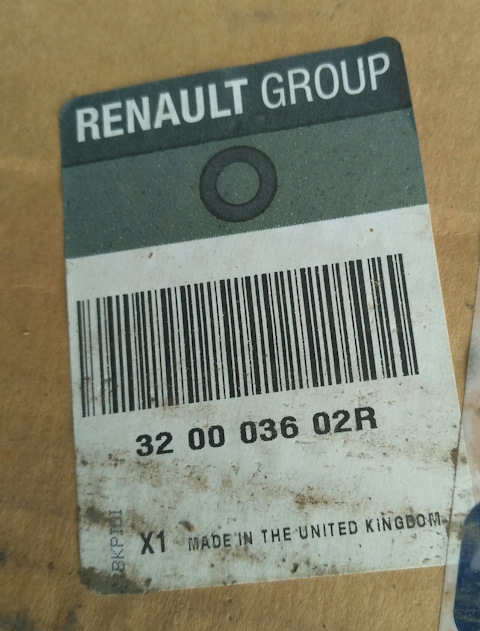 RENAULT GROUP
32 00 036 02R
X1 MADE IN THE UNITED KINGDOM